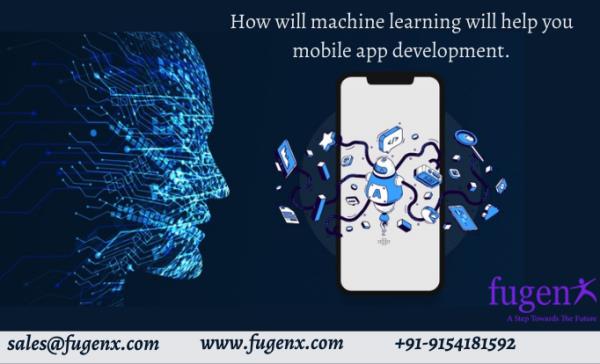 How will machine learning will help you
mobile app development.
</>
A
fugenX
A Step Towards The Future
sales@fugenx.com www.fugenx.com +91-9154181592